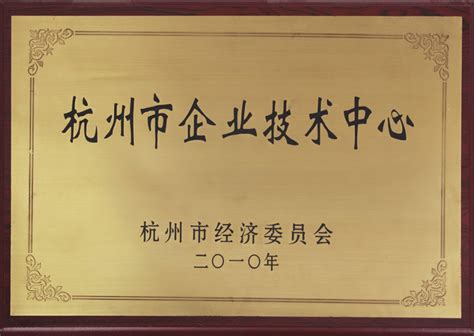 杭州市企业技术中心
杭州市经济委员会
二〇一〇年